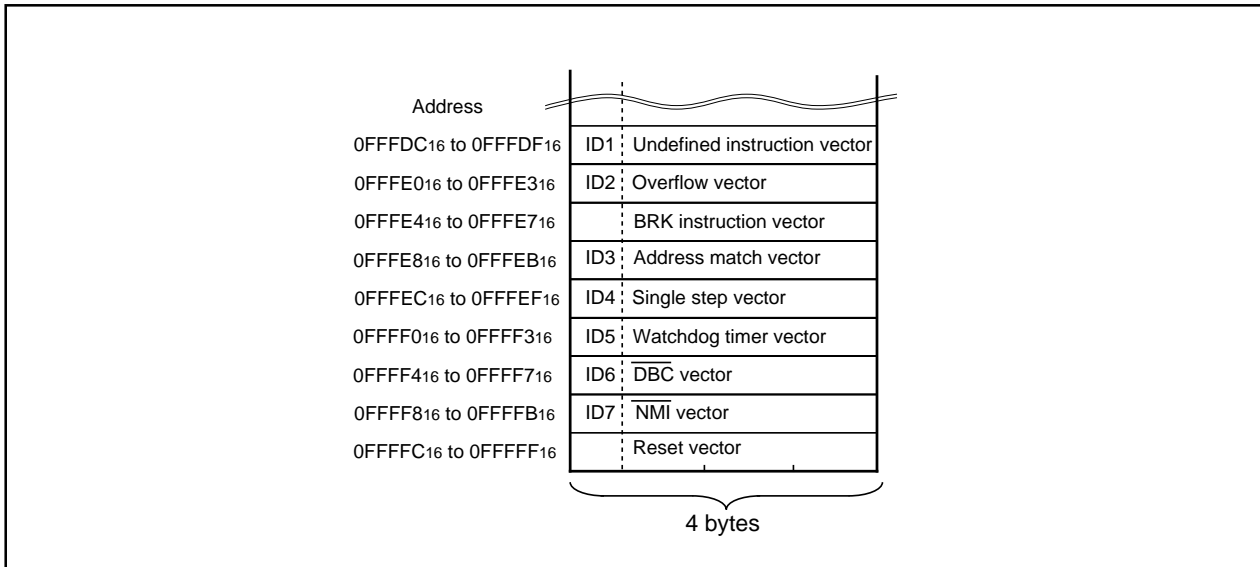 Address
0FFFDC16 to 0FFFDF16 ID1 Undefined instruction vector
0FFFE016 to 0FFFE316 ID2 Overflow vector
0FFFE416 to 0FFFE716 BRK instruction vector
0FFFE816 to 0FFFEB16 ID3 Address match vector
0FFFEC16 to 0FFFEF16 ID4 Single step vector
0FFFF016 to 0FFFF316 ID5 Watchdog timer vector
0FFFF416 to 0FFFF716 ID6 DBC vector
0FFFF816 to 0FFFFB16 ID7 NMI vector
0FFFFC16 to 0FFFFF16 Reset vector
4 bytes